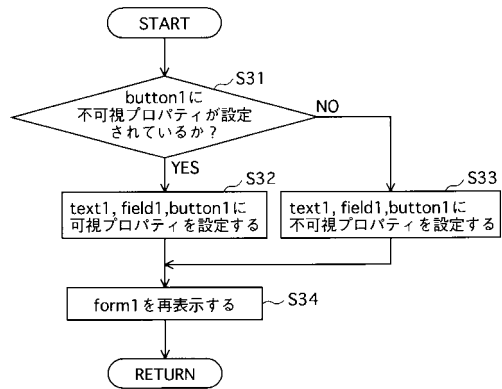 START
S31
button1に
不可視プロパティが設定
されているか？
NO
YES
S32
text1, field1,button1に
可視プロパティを設定する
S33
text1, field1,button1に
不可視プロパティを設定する
form1を再表示する
S34
RETURN